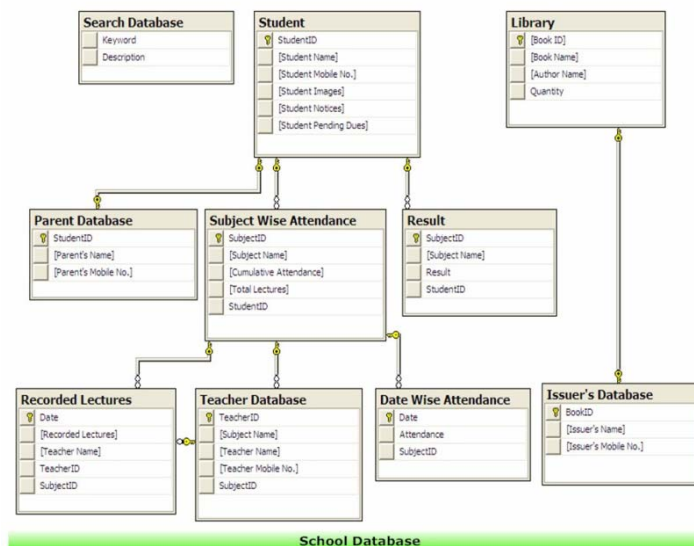 Search Database
Keyword
Description
Student
StudentID
[Student Name]
[Student Mobile No.]
[Student Images]
[Student Notices]
[Student Pending Dues]
Library
[Book ID]
[Book Name]
[Author Name]
Quantity
Parent Database
StudentID
[Parent's Name]
[Parent's Mobile No.]
Subject Wise Attendance
SubjectID
[Subject Name]
[Cumulative Attendance]
[Total Lectures]
StudentID
Result
SubjectID
[Subject Name]
Result
StudentID
Recorded Lectures
Date
[Recorded Lectures]
[Teacher Name]
TeacherID
SubjectID
Teacher Database
TeacherID
[Subject Name]
[Teacher Name]
[Teacher Mobile No.]
SubjectID
Date Wise Attendance
Date
Attendance
SubjectID
Issuer's Database
BookID
[Issuer's Name]
[Issuer's Mobile No.]
School Database